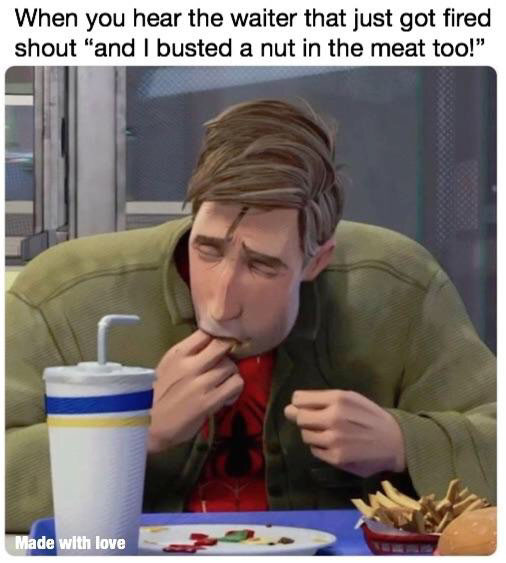 When you hear the waiter that just got fired
shout “and I busted a nut in the meat too!”
Made with love